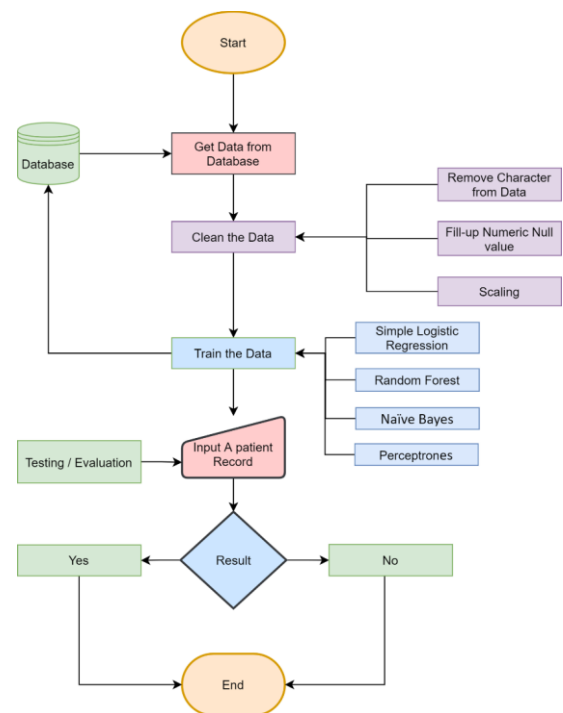 Start
Get Data from
Database
Database
Remove Character
from Data
Clean the Data
Fill-up Numeric Null
value
Scaling
Simple Logistic
Regression
Train the Data
Random Forest
Naïve Bayes
Input A patient
Record
Testing / Evaluation
Perceptrones
Yes
Result
No
End